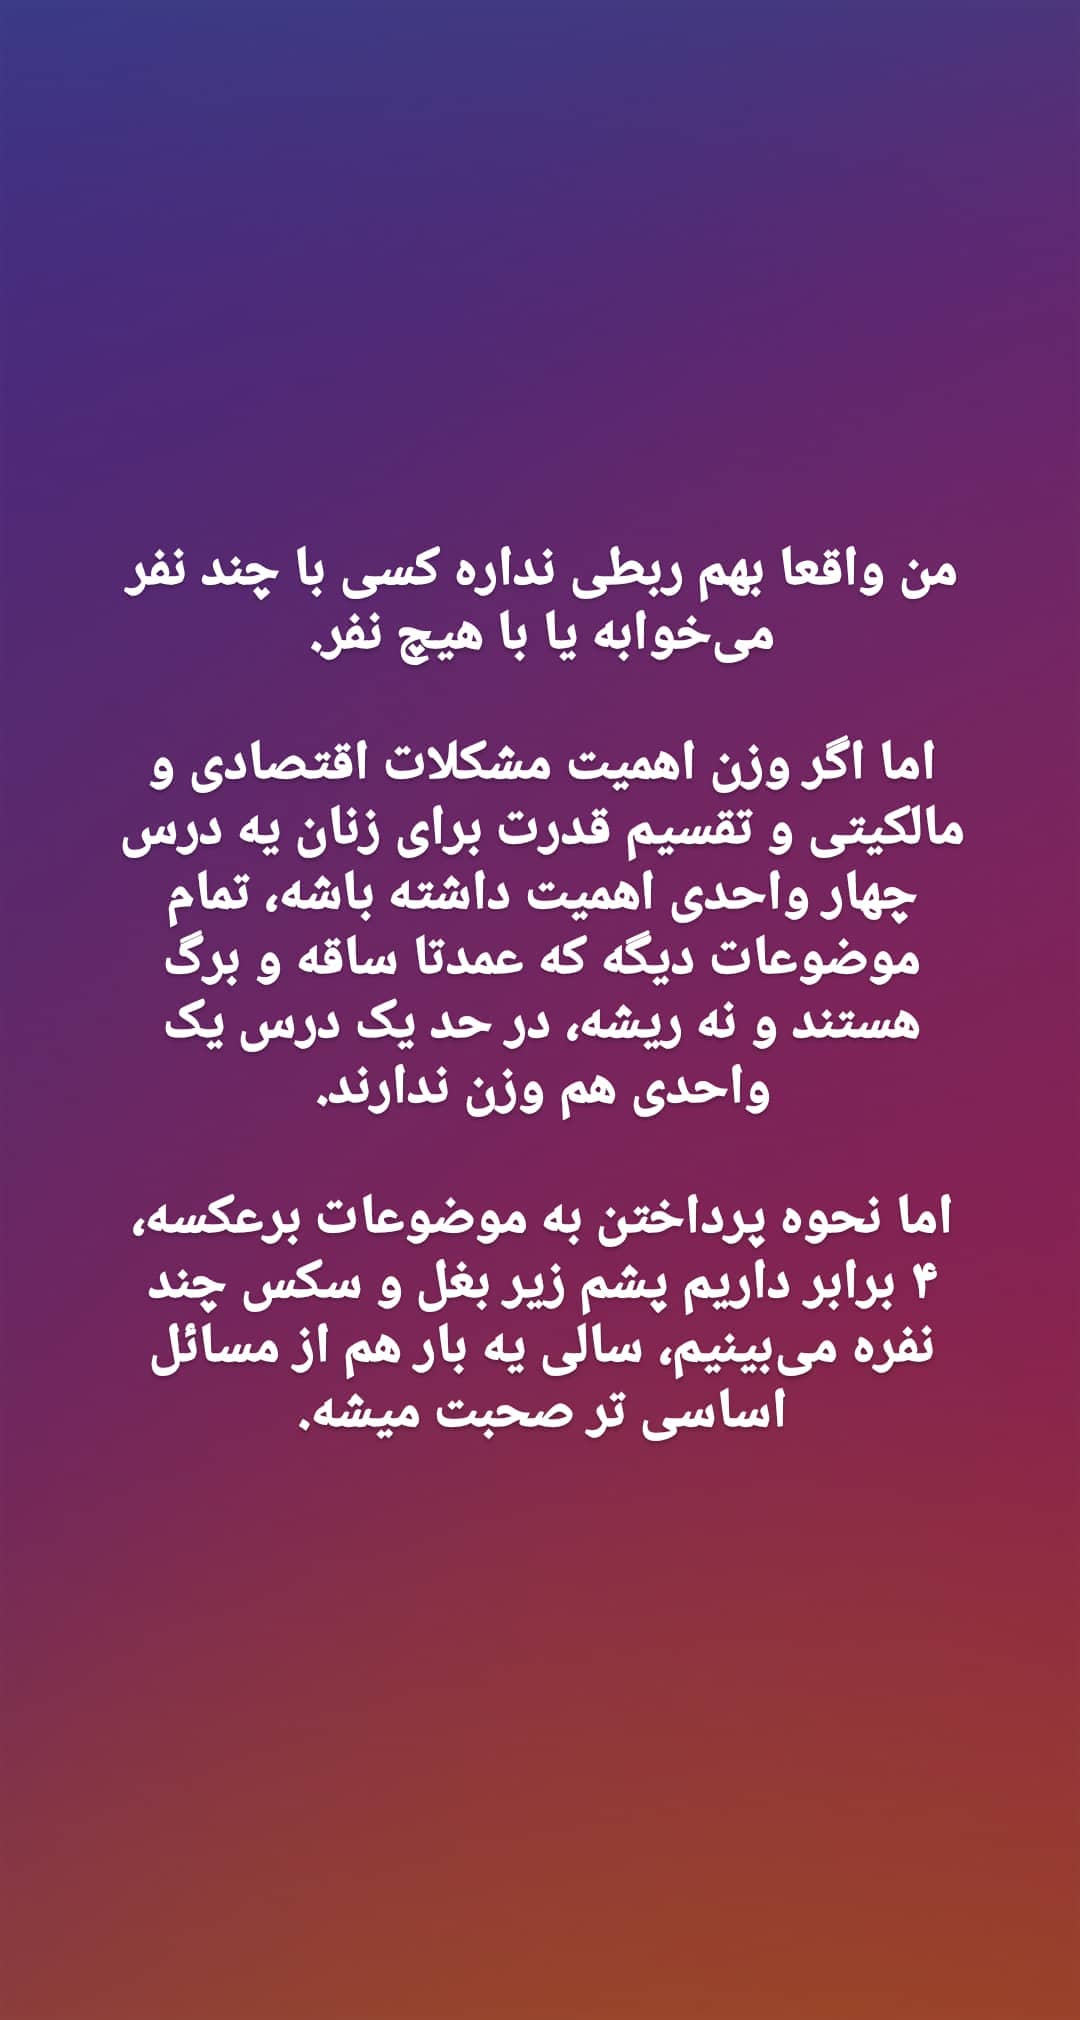 من واقعا بهم ربطی نداره کسی با چند نفر
می‌خوابه یا با هیچ نفر.
اما اگر وزن اهمیت مشکلات اقتصادی و
مالکیتی و تقسیم قدرت برای زنان یه درس
چهار واحدی اهمیت داشته باشه، تمام
موضوعات دیگه که عمدتا ساقه و برگ
هستند و نه ریشه، در حد یک درس یک
واحدی هم وزن ندارند.
اما نحوه پرداختن به موضوعات برعکسه،
۴ برابر داریم پشم زیر بغل و سکس چند
نفره می‌بینیم، سالی یه بار هم از مسائل
اساسی تر صحبت میشه.